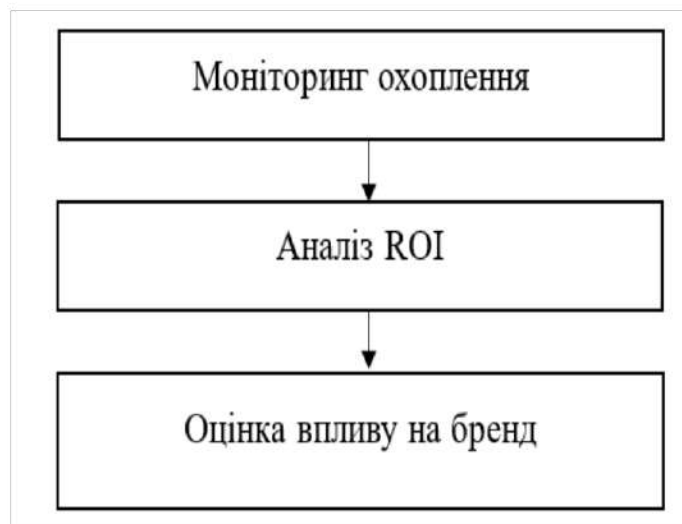 Моніторинг охоплення
Аналіз ROI
Оцінка впливу на бренд